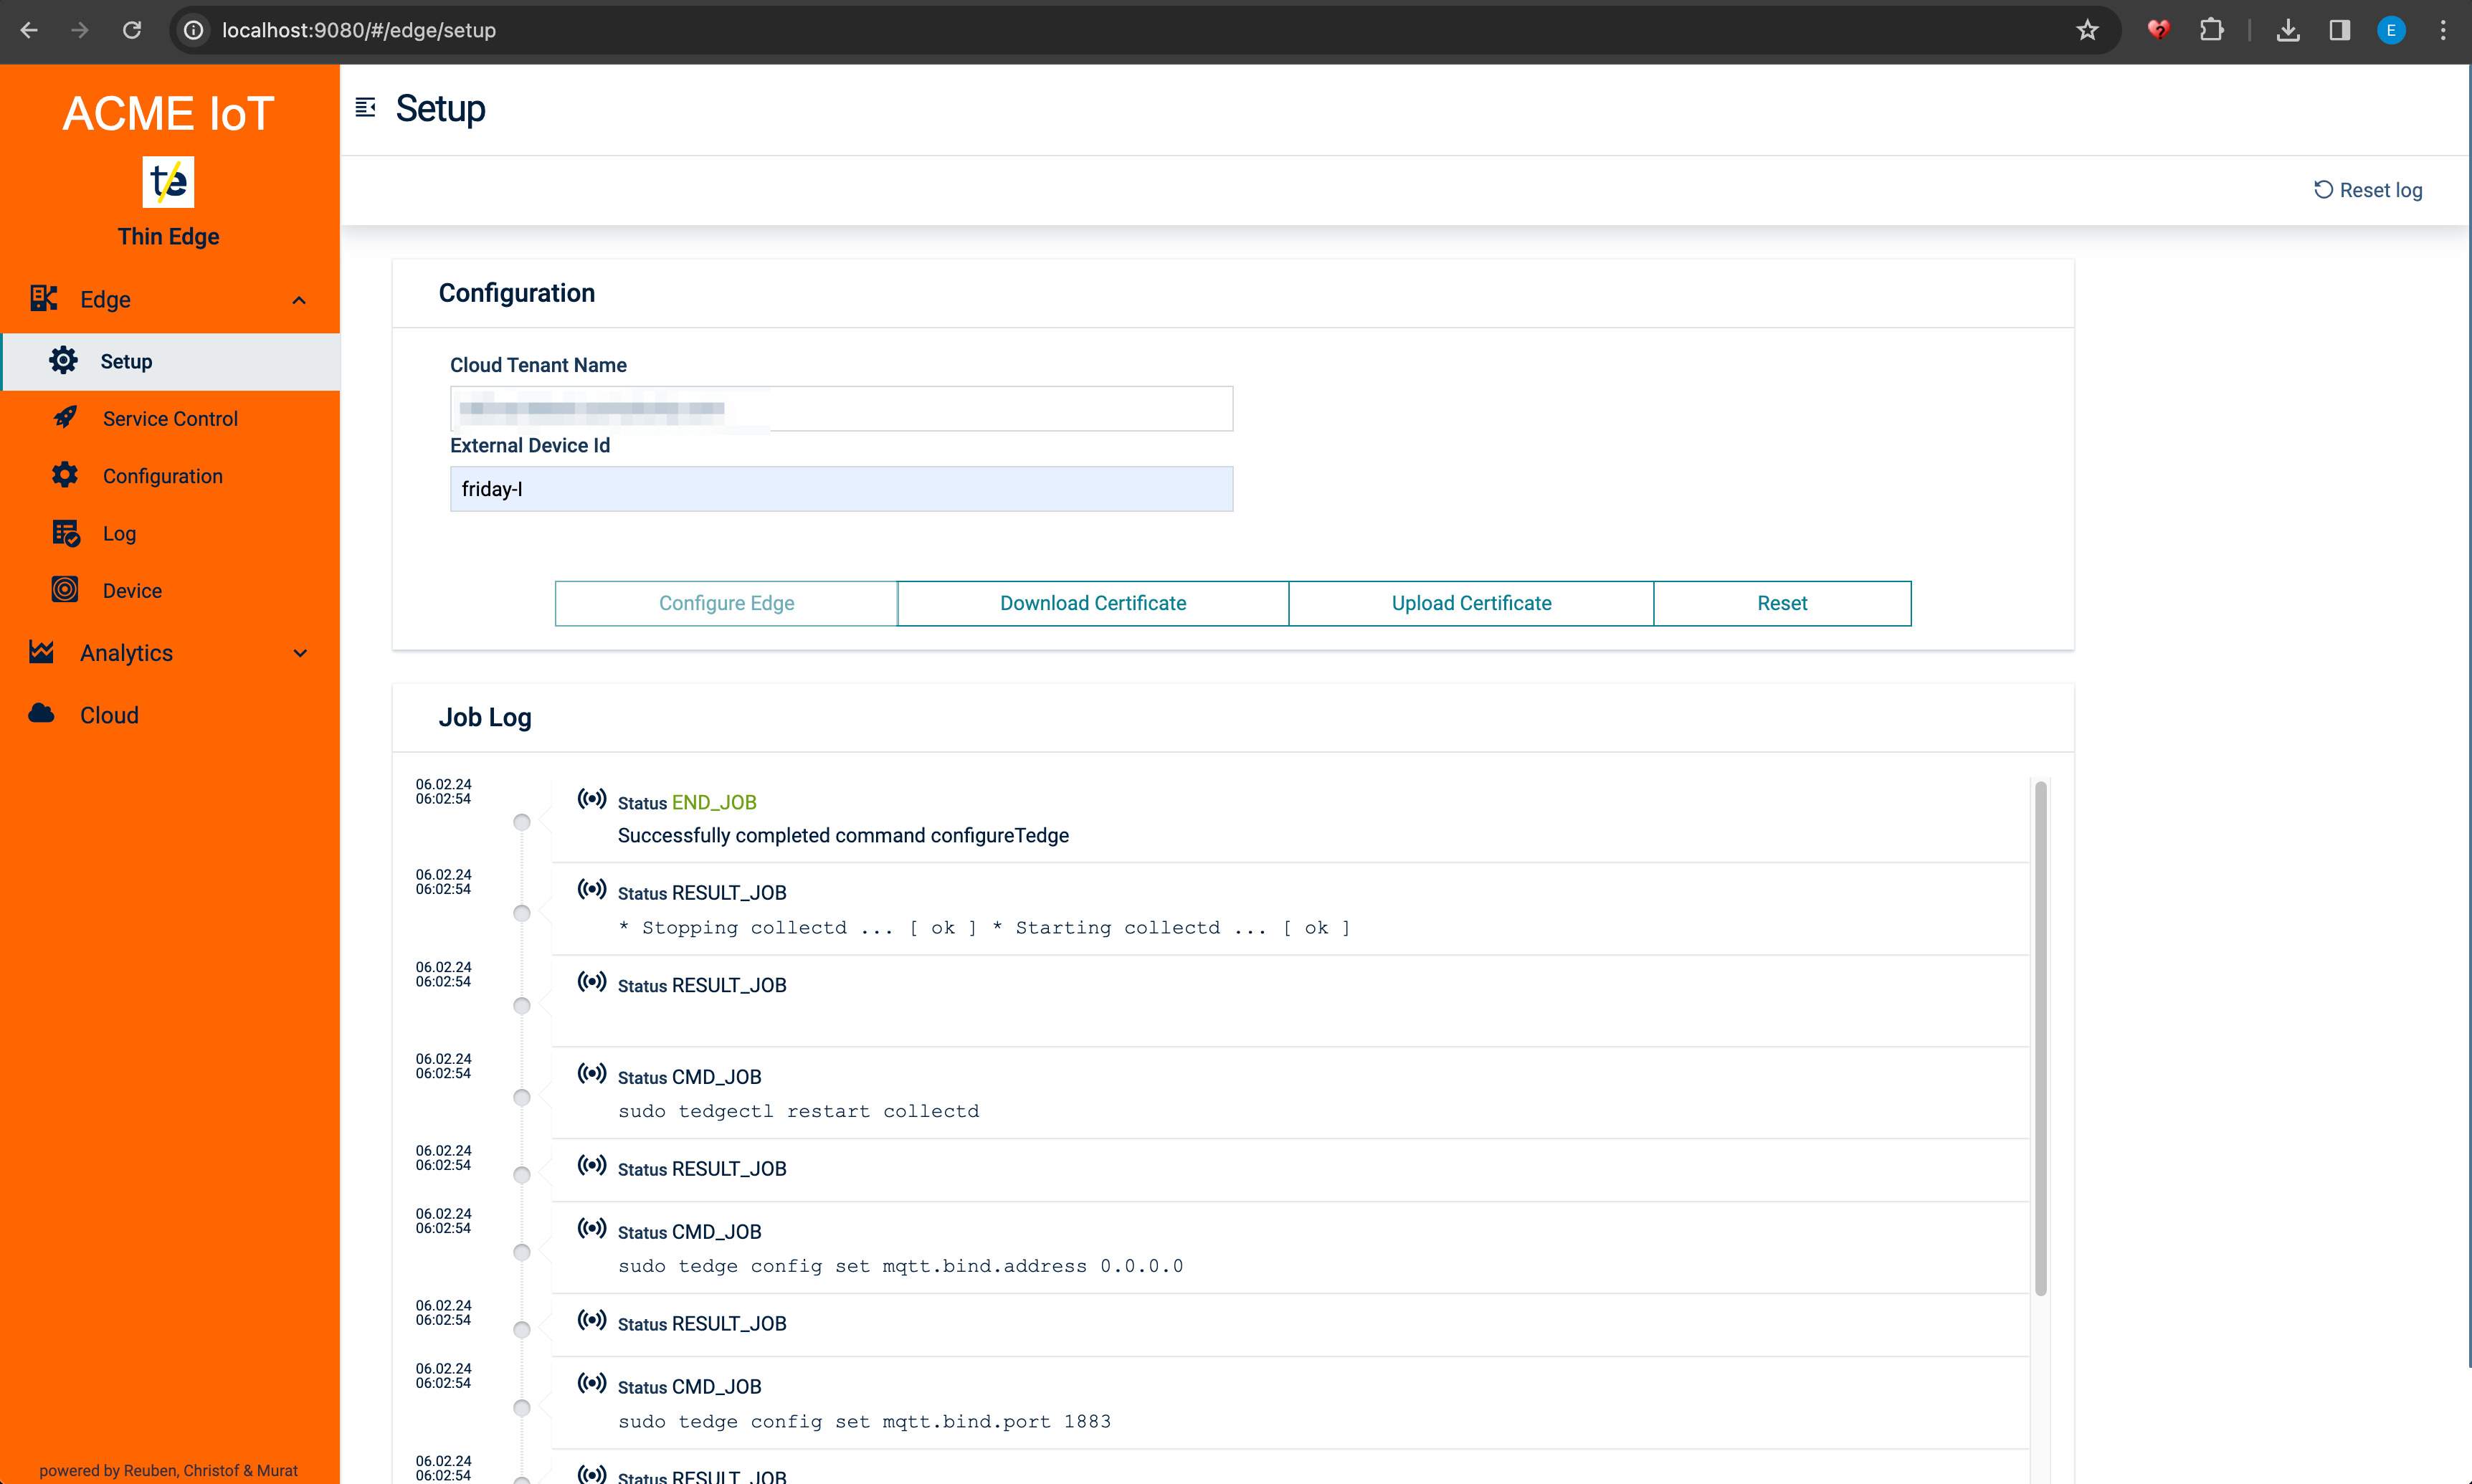 localhost:9080/#/edge/setup
E
ACME IoT
te
Thin Edge
Edge
Setup
Service Control
Configuration
Log
Device
Analytics
Cloud
powered by Reuben, Christof & Murat
Setup
Reset log
Configuration
Cloud Tenant Name
External Device Id
friday-I
Configure Edge
Download Certificate
Upload Certificate
Reset
Job Log
06.02.24
06:02:54
Status END_JOB
Successfully completed command configureTedge
06.02.24
06:02:54
Status RESULT_JOB
* Stopping collectd ... [ ok ] * Starting collectd ... [ ok ]
06.02.24
06:02:54
Status RESULT_JOB
06.02.24
06:02:54
Status CMD_JOB
sudo tedgectl restart collectd
06.02.24
06:02:54
Status RESULT_JOB
06.02.24
06:02:54
Status CMD_JOB
sudo tedge config set mqtt.bind.address 0.0.0.0
06.02.24
06:02:54
Status RESULT_JOB
06.02.24
06:02:54
Status CMD_JOB
sudo tedge config set mqtt.bind.port 1883
06.02.24
06:02:54
Status RESULT_JOB